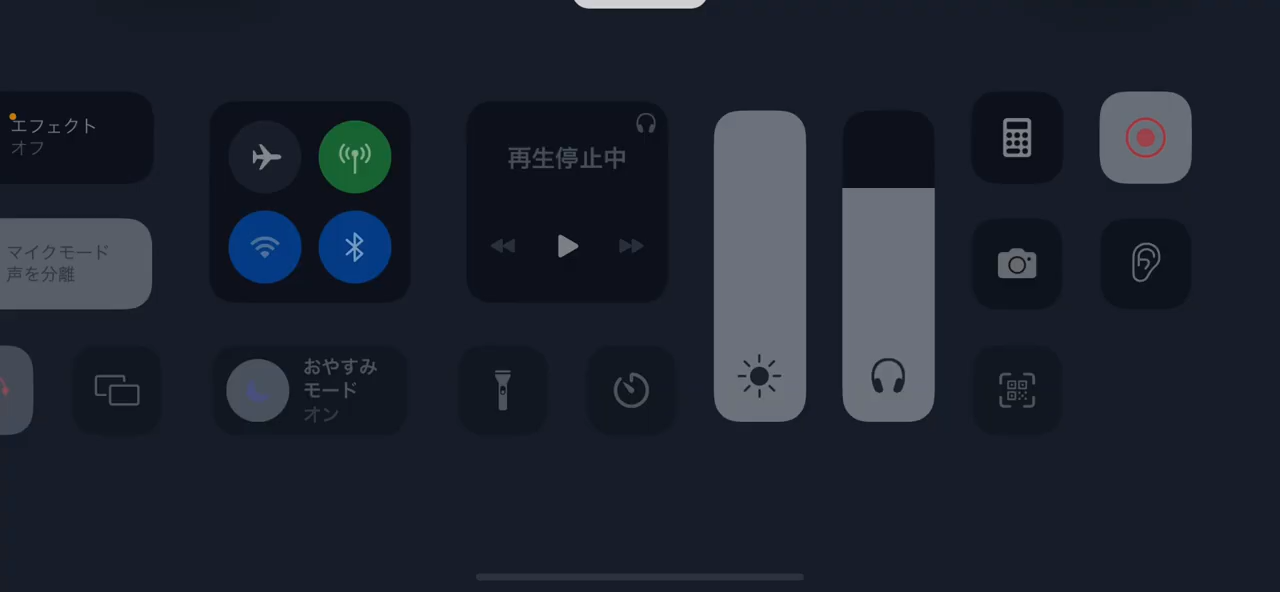 エフェクト
オフ
マイクモード
声を分離
再生停止中
おやすみ
モード
オン